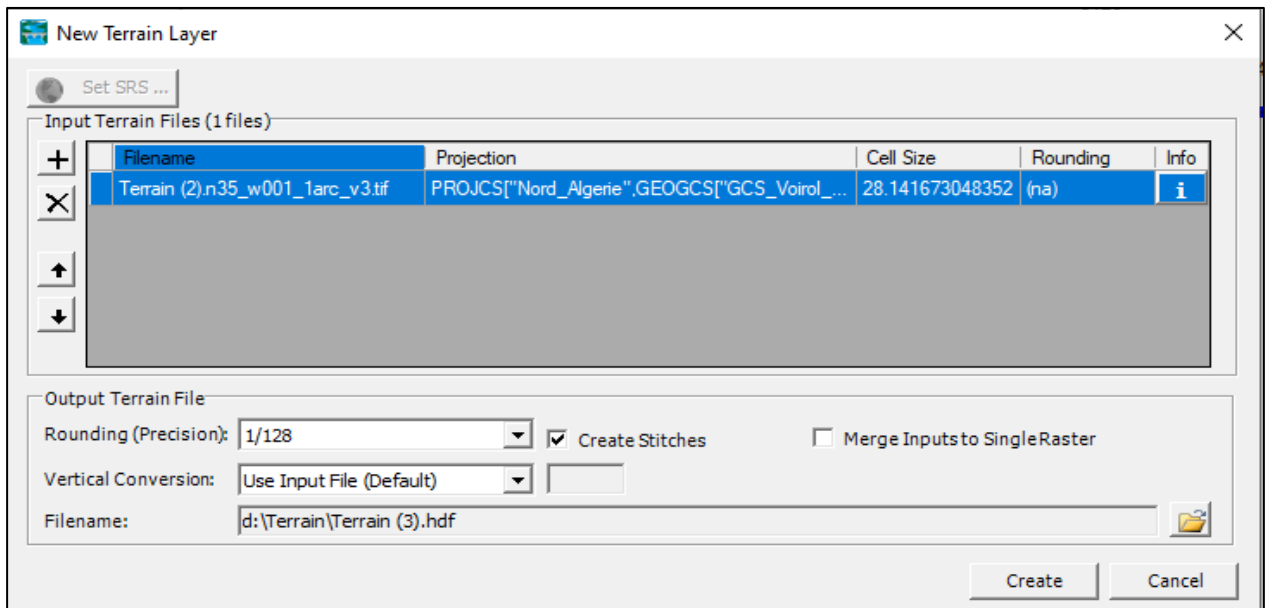 New Terrain Layer
Set SRS ...
Input Terrain Files (1 files)
Filename Projection Cell Size Rounding Info
Terrain (2).n35_w001_1arc_v3.tif PROJCS["Nord_Algerie",GEOGCS["GCS_Voirol_... 28.141673048352 (na) i
Output Terrain File
Rounding (Precision): 1/128 Create Stitches Merge Inputs to Single Raster
Vertical Conversion: Use Input File (Default)
Filename: d:\Terrain\Terrain (3).hdf
Create Cancel